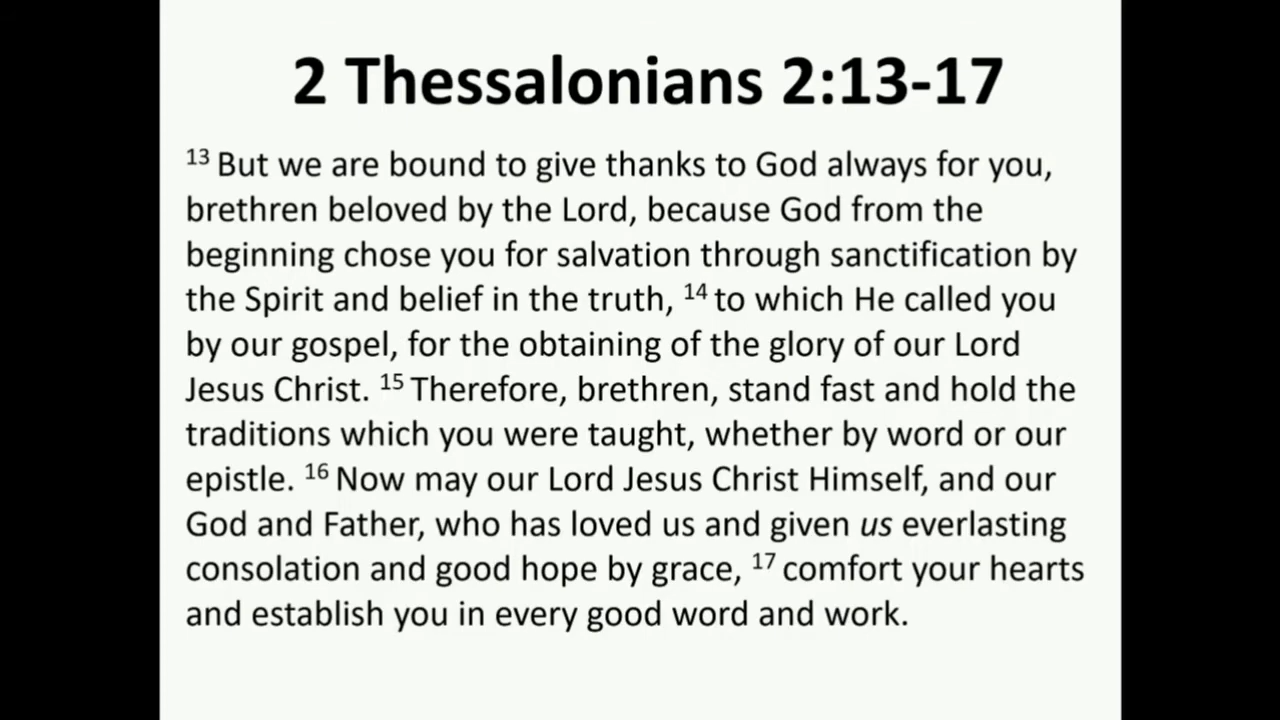 2 Thessalonians 2:13-17
13 But we are bound to give thanks to God always for you,
brethren beloved by the Lord, because God from the
beginning chose you for salvation through sanctification by
the Spirit and belief in the truth, 14 to which He called you
by our gospel, for the obtaining of the glory of our Lord
Jesus Christ. 15 Therefore, brethren, stand fast and hold the
traditions which you were taught, whether by word or our
epistle. 16 Now may our Lord Jesus Christ Himself, and our
God and Father, who has loved us and given us everlasting
consolation and good hope by grace, 17 comfort your hearts
and establish you in every good word and work.